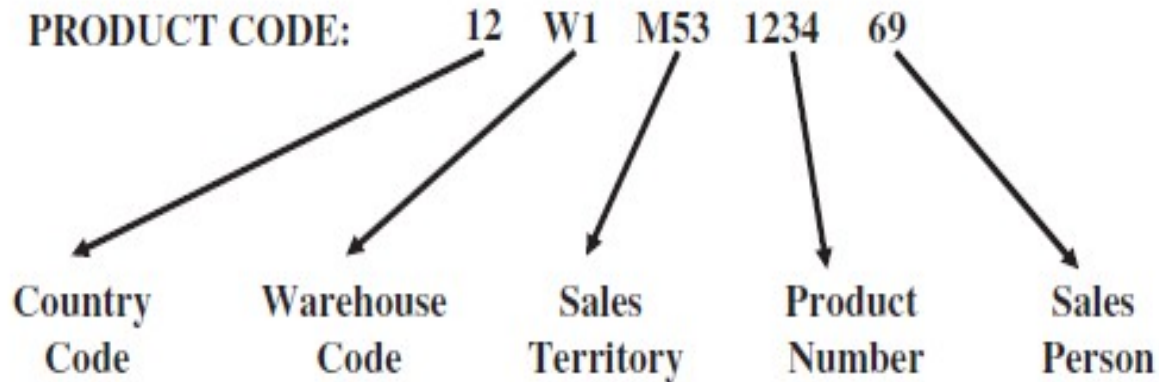 PRODUCT CODE: 12 W1 M53 1234 69
Country Code
Warehouse Code
Sales Territory
Product Number
Sales Person